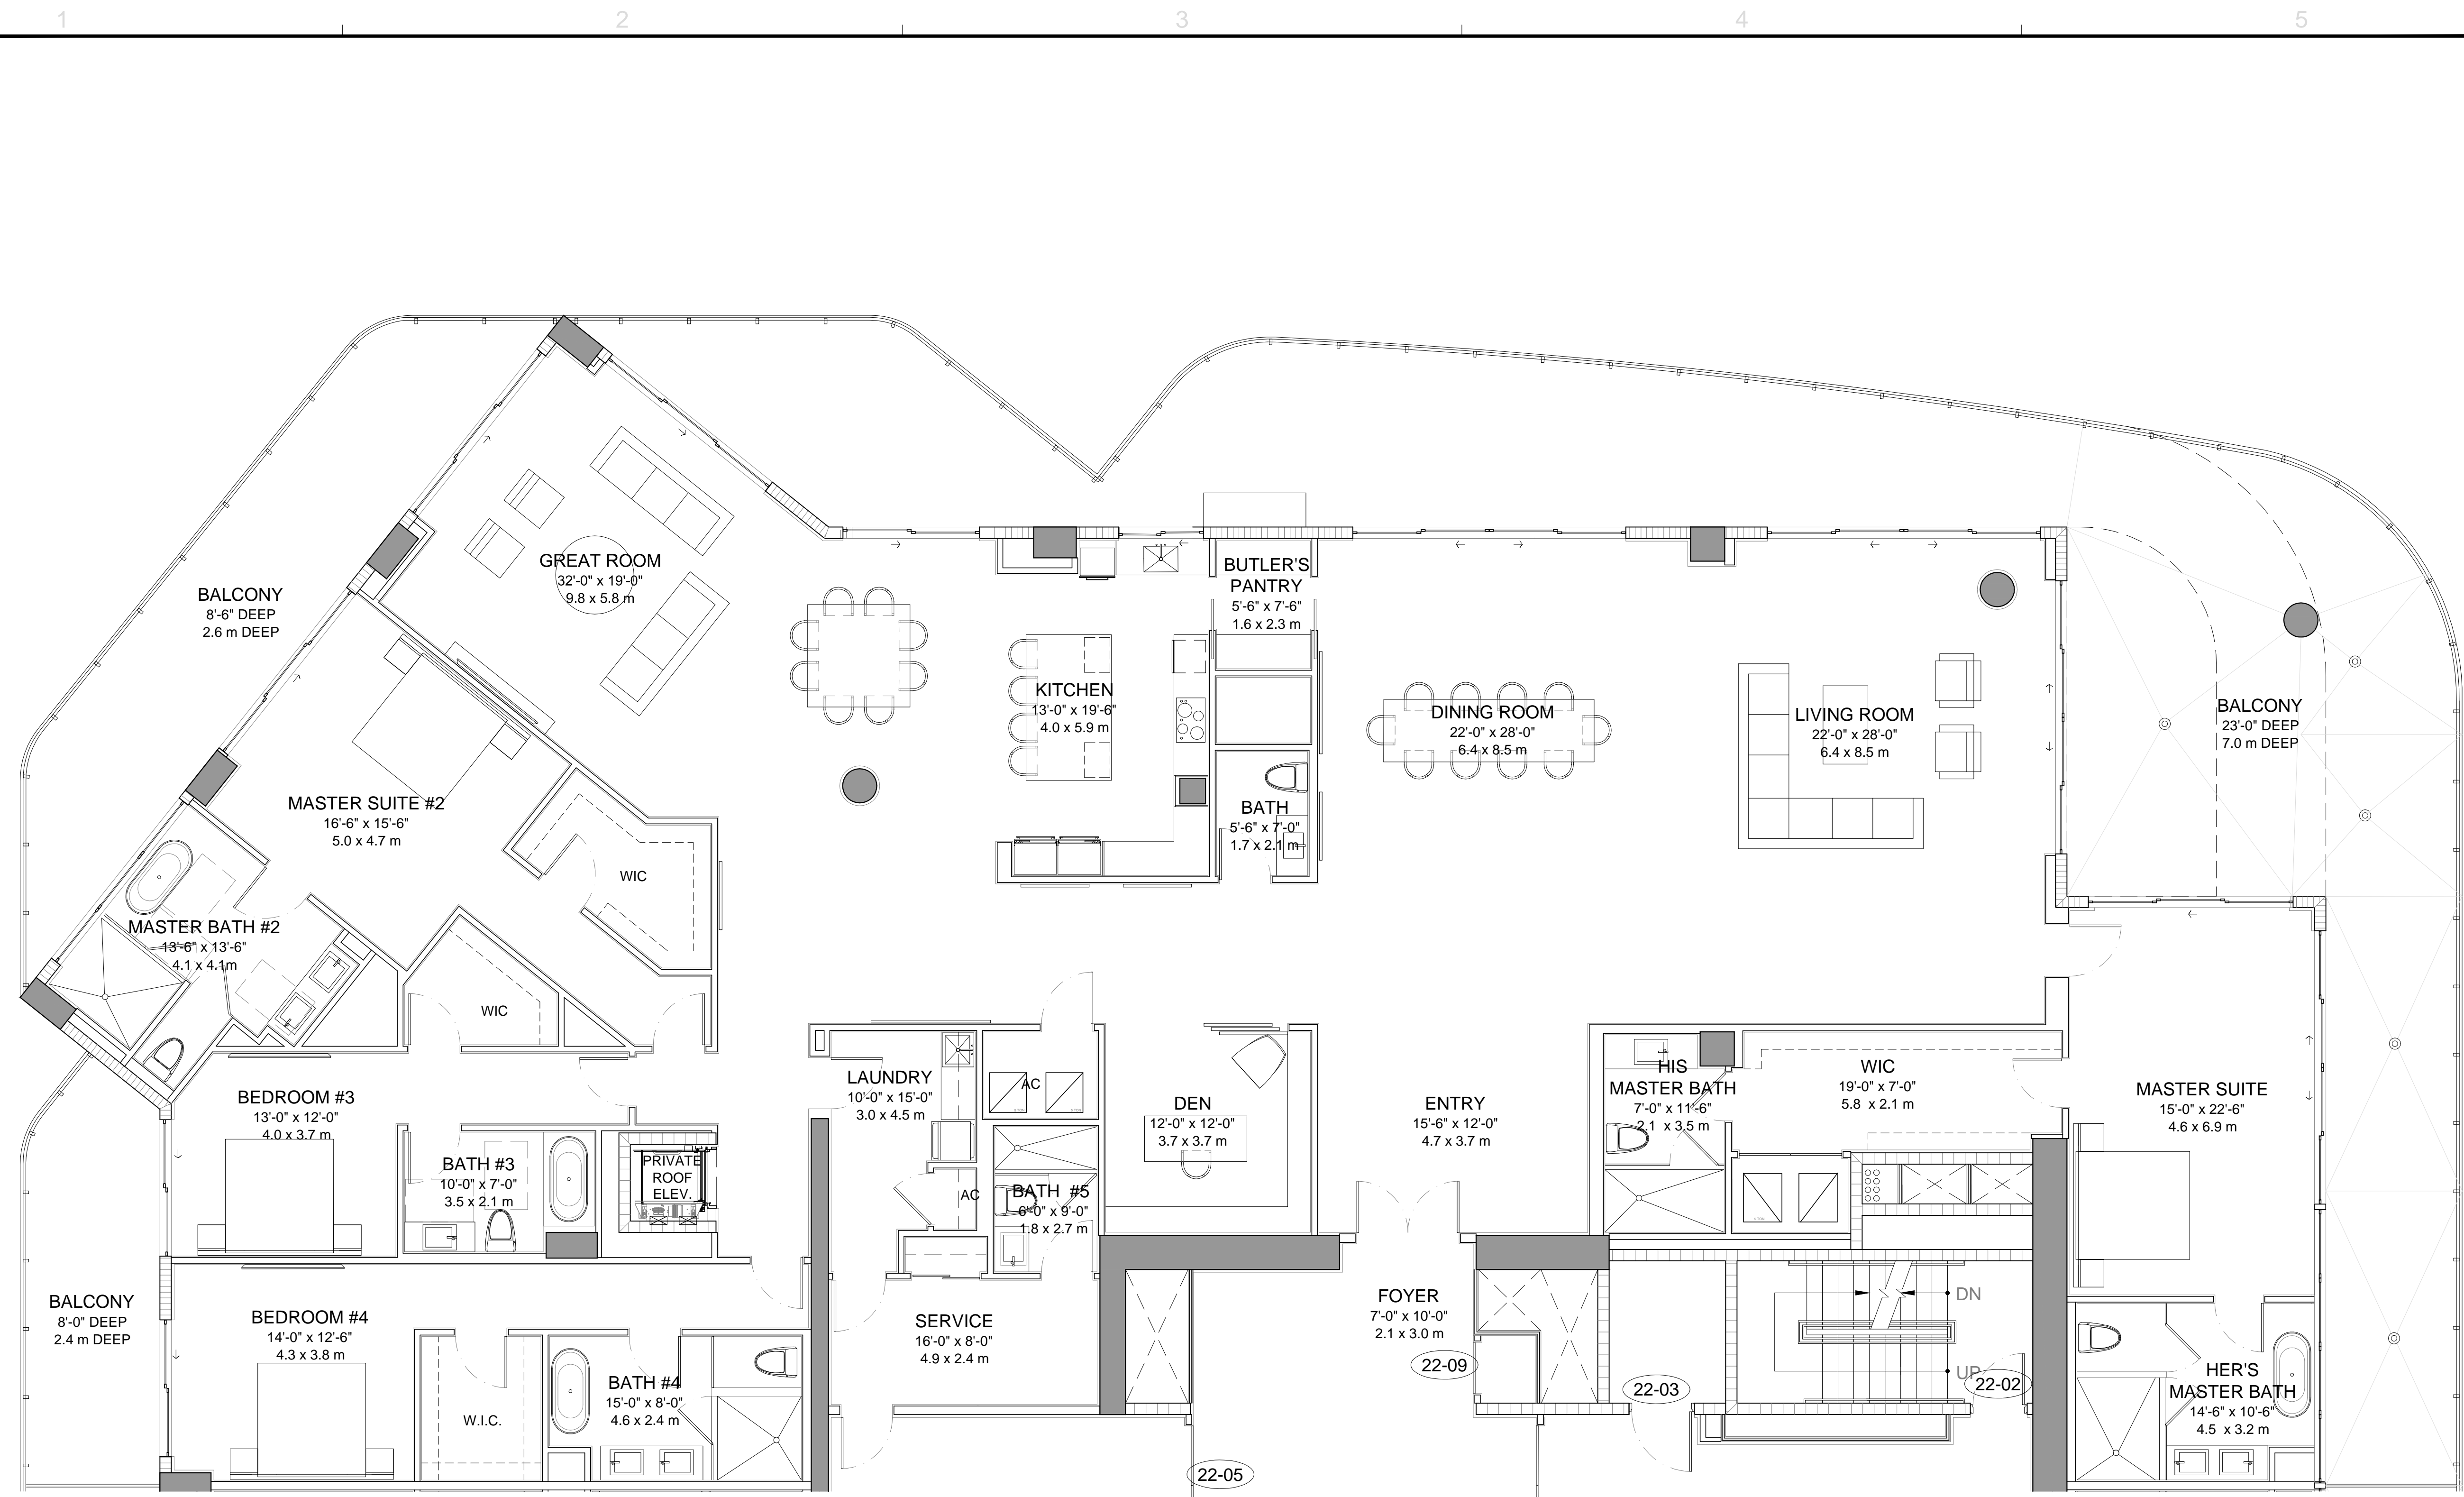 1 2 3 4 5
GREAT ROOM
32'-0" x 19'-0"
9.8 x 5.8 m
BALCONY
8'-6" DEEP
2.6 m DEEP
BUTLER'S
PANTRY
5'-6" x 7'-6"
1.6 x 2.3 m
KITCHEN
13'-0" x 19'-6"
4.0 x 5.9 m
DINING ROOM
22'-0" x 28'-0"
6.4 x 8.5 m
LIVING ROOM
22'-0" x 28'-0"
6.4 x 8.5 m
BALCONY
23'-0" DEEP
7.0 m DEEP
MASTER SUITE #2
16'-6" x 15'-6"
5.0 x 4.7 m
BATH
5'-6" x 7'-0"
1.7 x 2.1 m
WIC
MASTER BATH #2
13'-6" x 13'-6"
4.1 x 4.1m
WIC
BEDROOM #3
13'-0" x 12'-0"
4.0 x 3.7 m
BATH #3
10'-0" x 7'-0"
3.5 x 2.1 m
PRIVATE
ROOF
ELEV.
LAUNDRY
10'-0" x 15'-0"
3.0 x 4.5 m
AC
AC
BATH #5
6'-0" x 9'-0"
1.8 x 2.7 m
DEN
12'-0" x 12'-0"
3.7 x 3.7 m
ENTRY
15'-6" x 12'-0"
4.7 x 3.7 m
HIS
MASTER BATH
7'-0" x 11'-6"
2.1 x 3.5 m
WIC
19'-0" x 7'-0"
5.8 x 2.1 m
MASTER SUITE
15'-0" x 22'-6"
4.6 x 6.9 m
BALCONY
8'-0" DEEP
2.4 m DEEP
BEDROOM #4
14'-0" x 12'-6"
4.3 x 3.8 m
W.I.C.
BATH #4
15'-0" x 8'-0"
4.6 x 2.4 m
SERVICE
16'-0" x 8'-0"
4.9 x 2.4 m
FOYER
7'-0" x 10'-0"
2.1 x 3.0 m
22-09
22-03
DN
UP
22-02
22-05
HER'S
MASTER BATH
14'-6" x 10'-6"
4.5 x 3.2 m